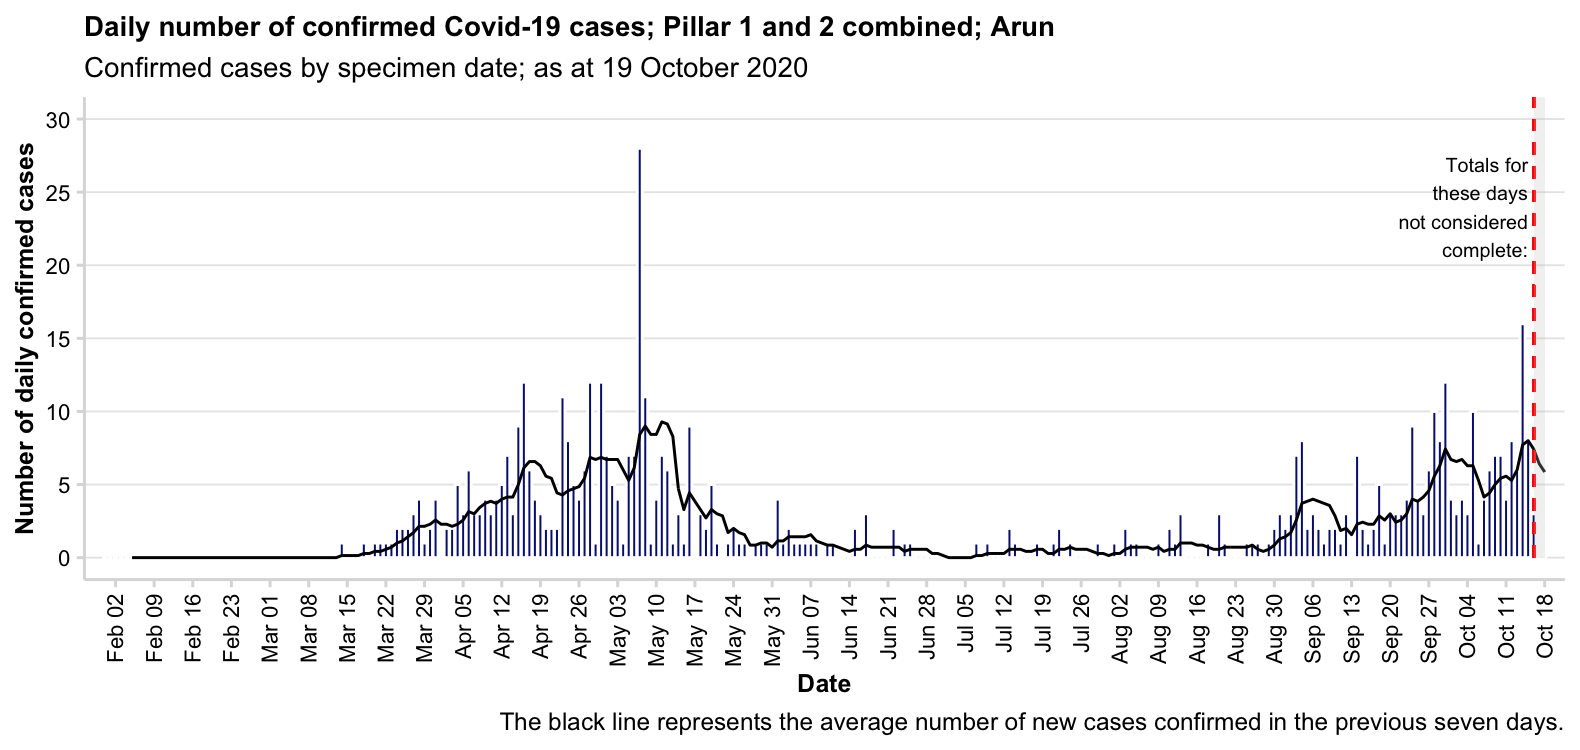 Daily number of confirmed Covid-19 cases; Pillar 1 and 2 combined; Arun
Confirmed cases by specimen date; as at 19 October 2020
Number of daily confirmed cases
30
25
20
15
10
5
0
Totals for
these days
not considered
complete:
Feb 02
Feb 09
Feb 16
Feb 23
Mar 01
Mar 08
Mar 15
Mar 22
Mar 29
Apr 05
Apr 12
Apr 19
Apr 26
May 03
May 10
May 17
May 24
May 31
Jun 07
Jun 14
Jun 21
Jun 28
Jul 05
Jul 12
Jul 19
Jul 26
Aug 02
Aug 09
Aug 16
Aug 23
Aug 30
Sep 06
Sep 13
Sep 20
Sep 27
Oct 04
Oct 11
Oct 18
Date
The black line represents the average number of new cases confirmed in the previous seven days.